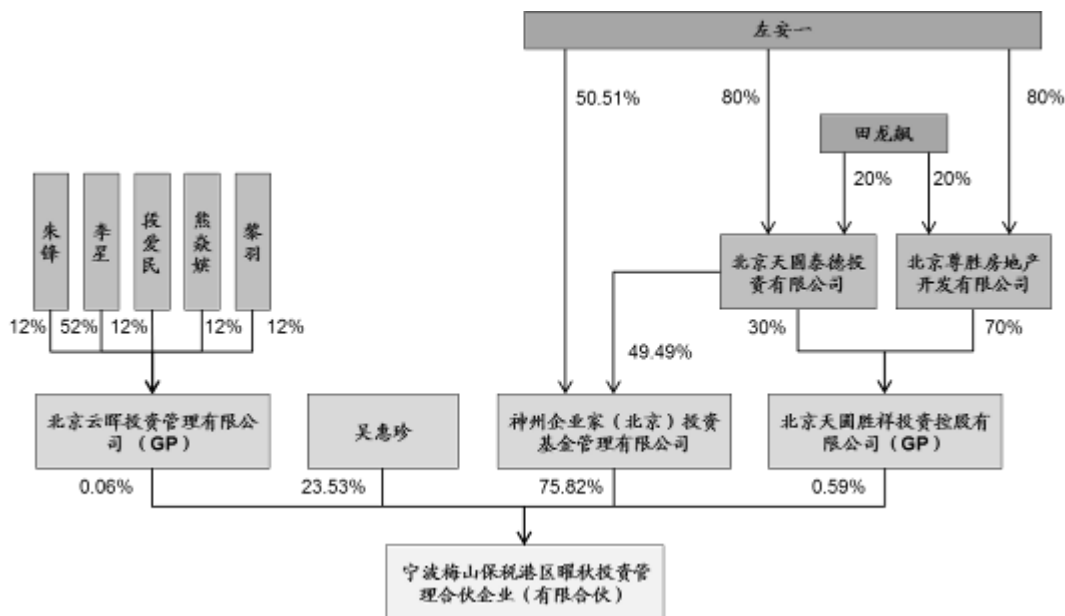 左安一
50.51%
80%
80%
田龙飙
20%
20%
朱锋
李星
段爱民
熊焱嫔
黎羽
北京天圆泰德投
资有限公司
北京尊胜房地产
开发有限公司
12%
52%
12%
12%
12%
30%
70%
49.49%
北京云晖投资管理有限公
司（GP）
吴惠珍
神州企业家（北京）投资
基金管理有限公司
北京天圆胜祥投资控股有
限公司（GP）
0.06%
23.53%
75.82%
0.59%
宁波梅山保税港区曜秋投资管
理合伙企业（有限合伙）